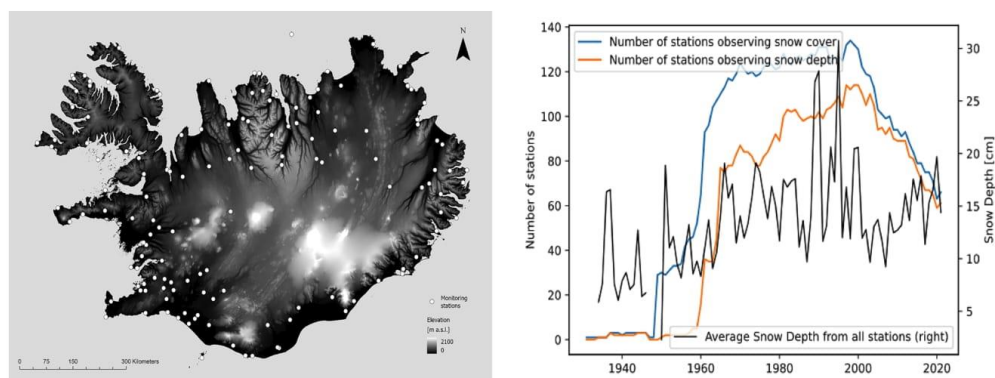 N
Monitoring
stations
Elevation
[m a.s.l.]
2100
0
0 75 150 300 Kilometers
140
120
100
80
60
40
20
0
Number of stations
Number of stations observing snow cover
Number of stations observing snow depth
Average Snow Depth from all stations (right)
1940 1960 1980 2000 2020
30
25
20
15
10
5
Snow Depth [cm]